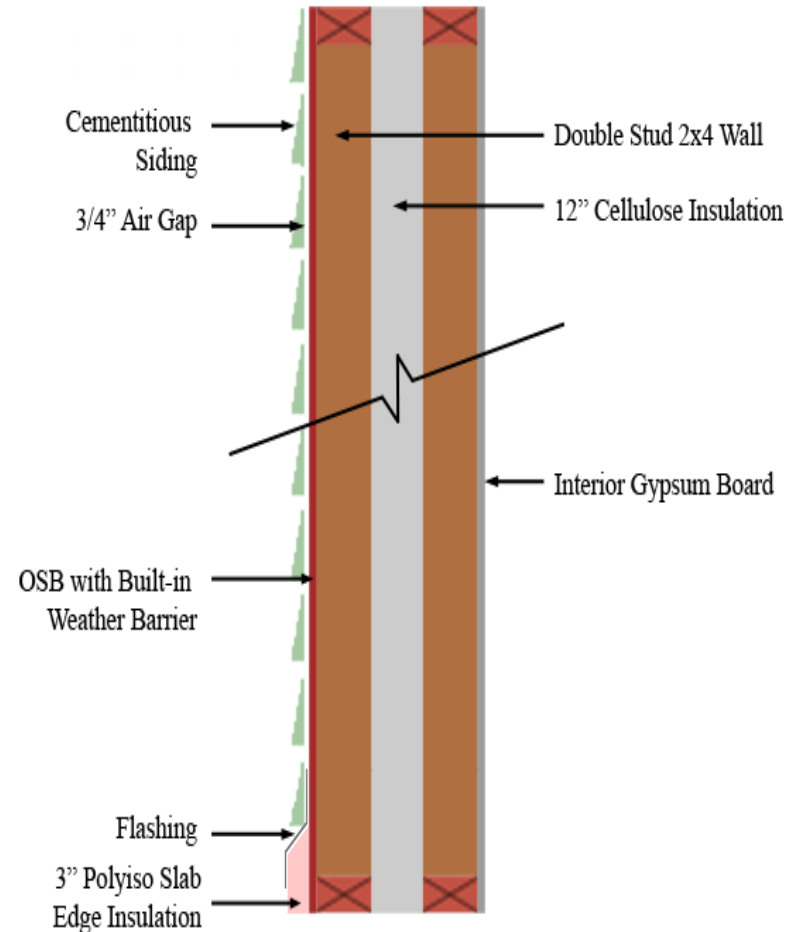 Cementitious
Siding
3/4” Air Gap
OSB with Built-in
Weather Barrier
Flashing
3” Polyiso Slab
Edge Insulation
Double Stud 2x4 Wall
12” Cellulose Insulation
Interior Gypsum Board